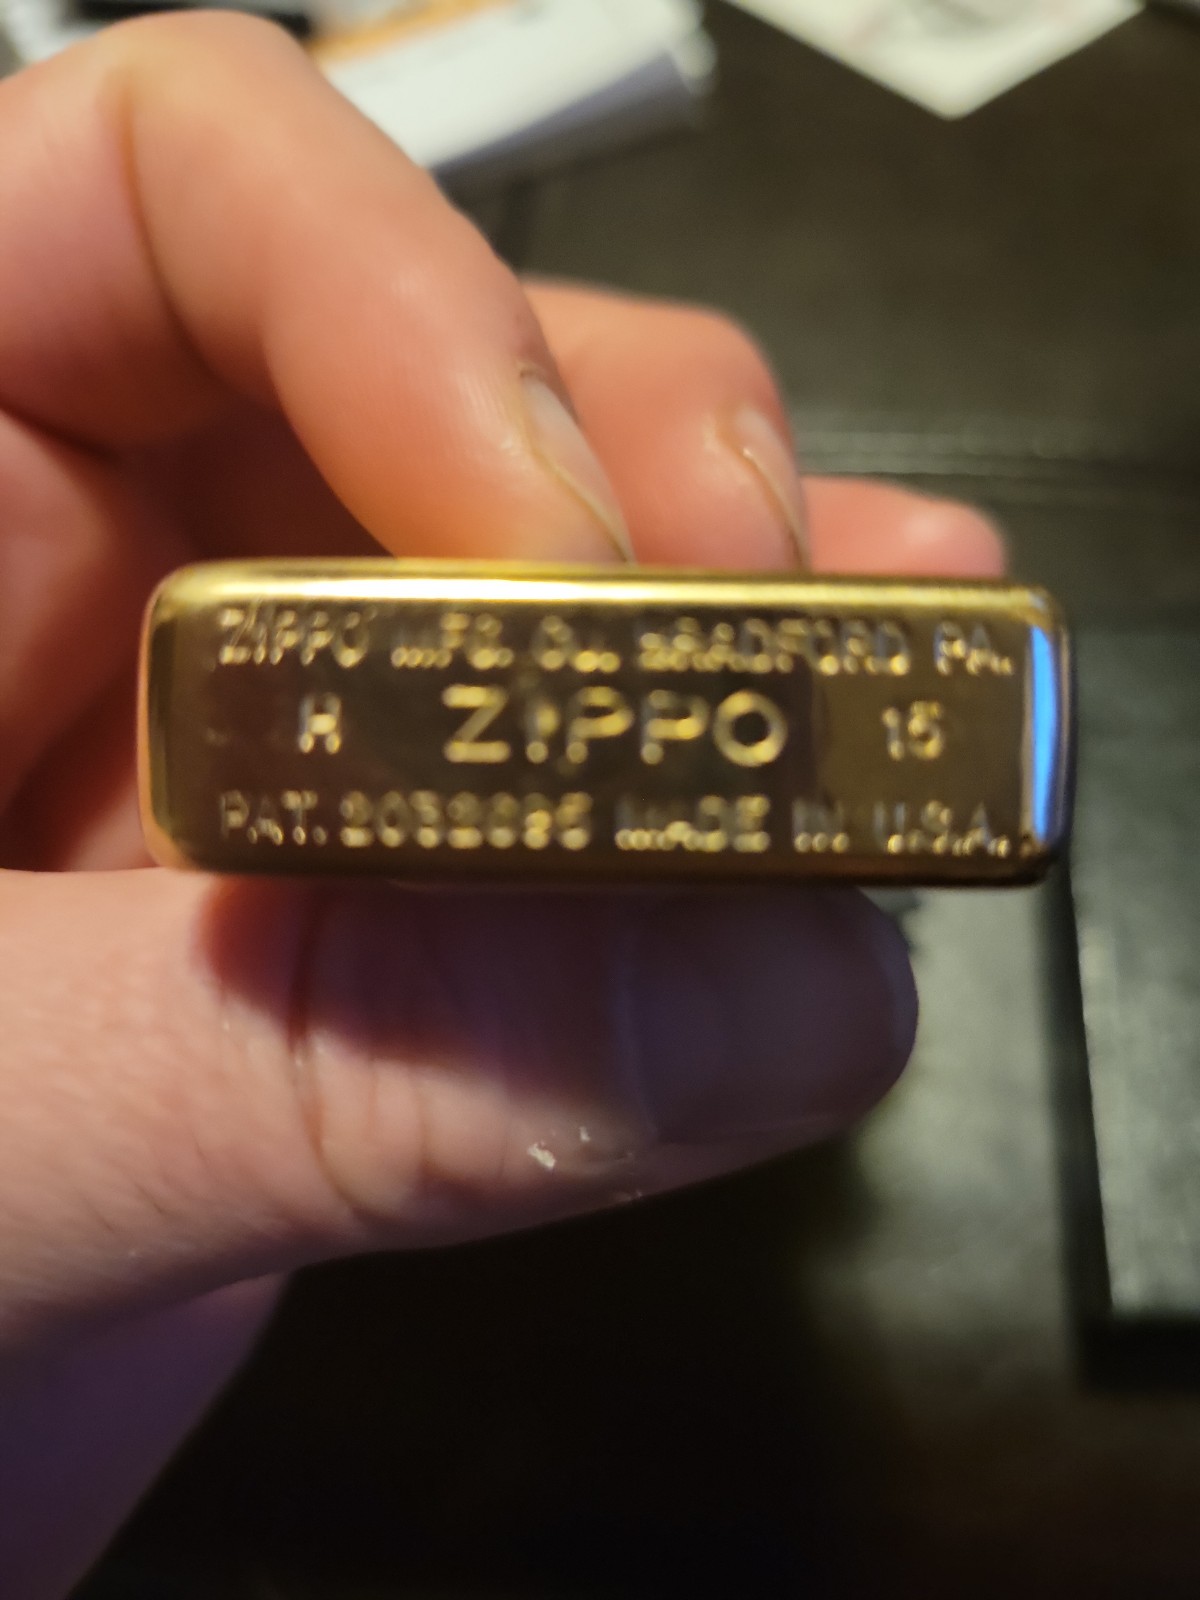 ZIPPO MFG. CO. BRADFORD PA.
H ZIPPO 15
PAT. 2032695 MADE IN U.S.A.